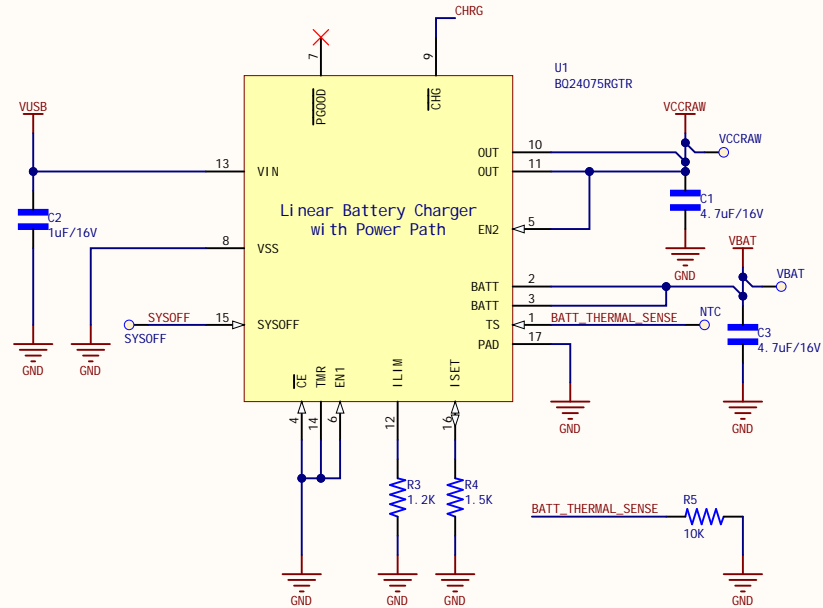 CHRG
7
9
U1
BQ24075RGTR
PGOOD
CHG
VUSB
VCCRAW
VCCRAW
13
VIN
OUT
10
OUT
11
C2
1uF/16V
Linear Battery Charger
with Power Path
C1
4.7uF/16V
EN2
5
8
VSS
VBAT
GND
BATT
2
VBAT
BATT
3
SYSOFF
SYSOFF
15
SYSOFF
TS
1
BATT_THERMAL_SENSE
NTC
PAD
17
C3
4.7uF/16V
GND
GND
CE
TMR
EN1
ILIM
ISET
4
14
6
12
16
GND
GND
R3
1.2K
R4
1.5K
BATT_THERMAL_SENSE
R5
10K
GND
GND
GND
GND